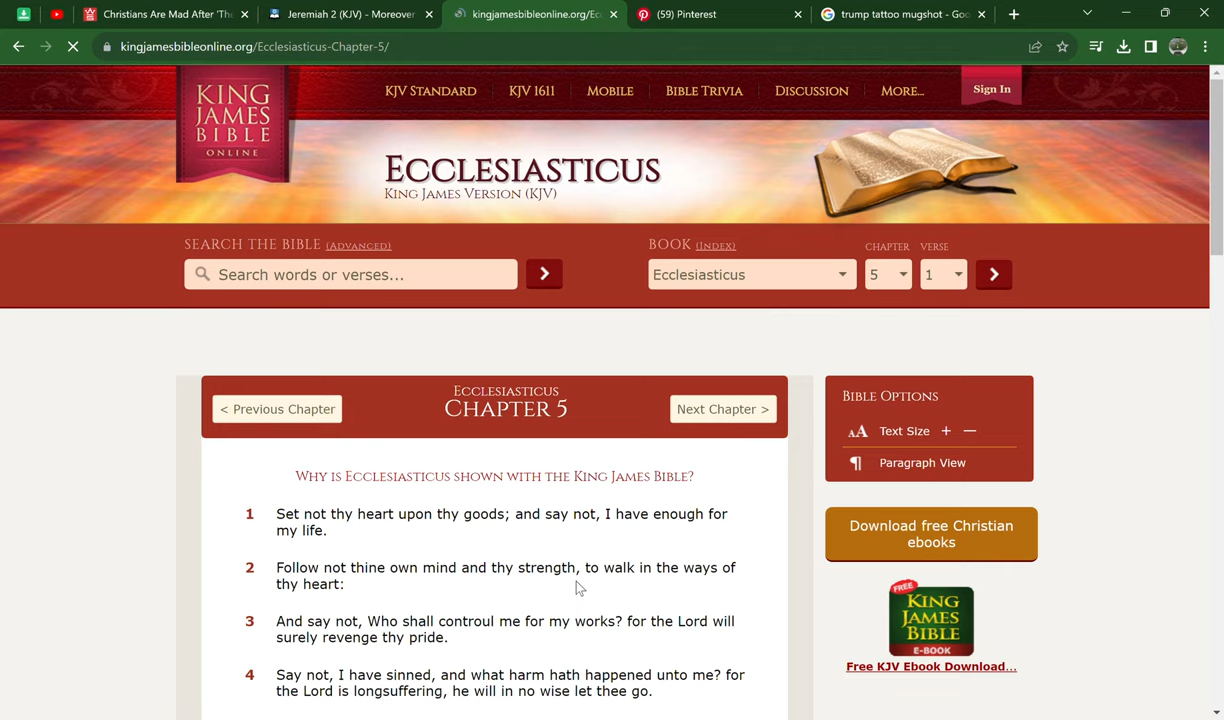 Christians Are Mad After 'The
Jeremiah 2 (KJV) - Moreover
kingjamesbibleonline.org/Ecc
(59) Pinterest
trump tattoo mugshot - Goo
kingjamesbibleonline.org/Ecclesiasticus-Chapter-5/
KING
JAMES
BIBLE
ONLINE
KJV STANDARD
KJV 1611
MOBILE
BIBLE TRIVIA
DISCUSSION
MORE...
Sign In
ECCLESIASTICUS
KING JAMES VERSION (KJV)
SEARCH THE BIBLE (ADVANCED)
Search words or verses...
BOOK (INDEX)
CHAPTER
VERSE
Ecclesiasticus
5
1
< Previous Chapter
ECCLESIASTICUS
CHAPTER 5
Next Chapter >
WHY IS ECCLESIASTICUS SHOWN WITH THE KING JAMES BIBLE?
1 Set not thy heart upon thy goods; and say not, I have enough for
my life.
2 Follow not thine own mind and thy strength, to walk in the ways of
thy heart:
3 And say not, Who shall controul me for my works? for the Lord will
surely revenge thy pride.
4 Say not, I have sinned, and what harm hath happened unto me? for
the Lord is longsuffering, he will in no wise let thee go.
BIBLE OPTIONS
AA Text Size + —
¶ Paragraph View
Download free Christian
ebooks
FREE
KING
JAMES
BIBLE
E-BOOK
Free KJV Ebook Download...